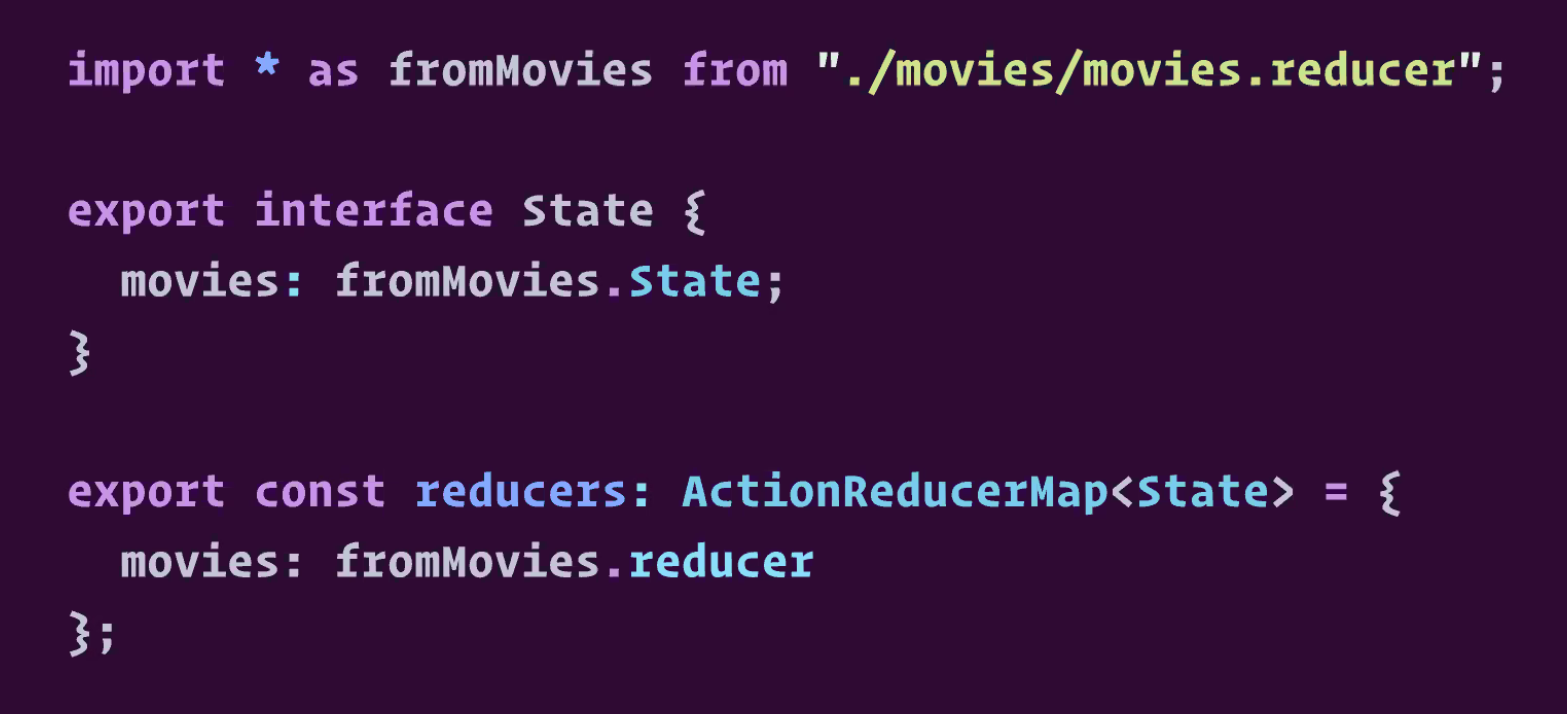 import * as fromMovies from "./movies/movies.reducer";
export interface State {
  movies: fromMovies.State;
}
export const reducers: ActionReducerMap<State> = {
  movies: fromMovies.reducer
};